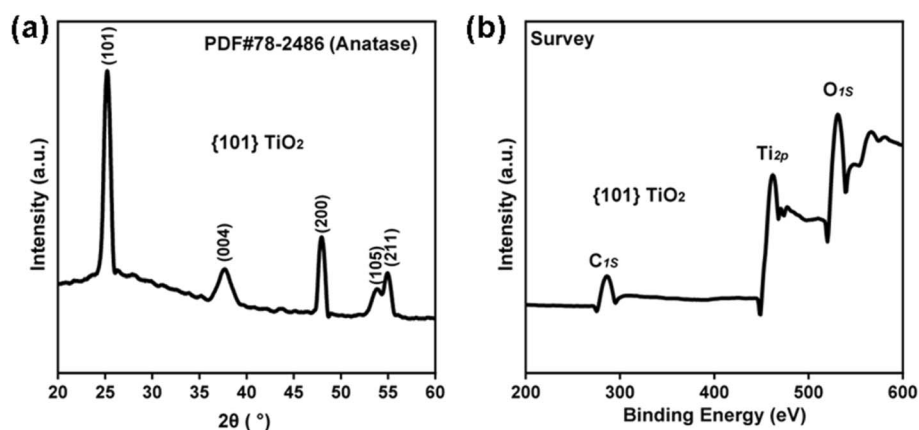 (a)
PDF#78-2486 (Anatase)
{101} TiO2
(101)
(004)
(200)
(105)
(211)
Intensity (a.u.)
20 25 30 35 40 45 50 55 60
2θ ( °)
(b)
Survey
O1S
Ti2p
{101} TiO2
C1S
Intensity (a.u.)
200 300 400 500 600
Binding Energy (eV)